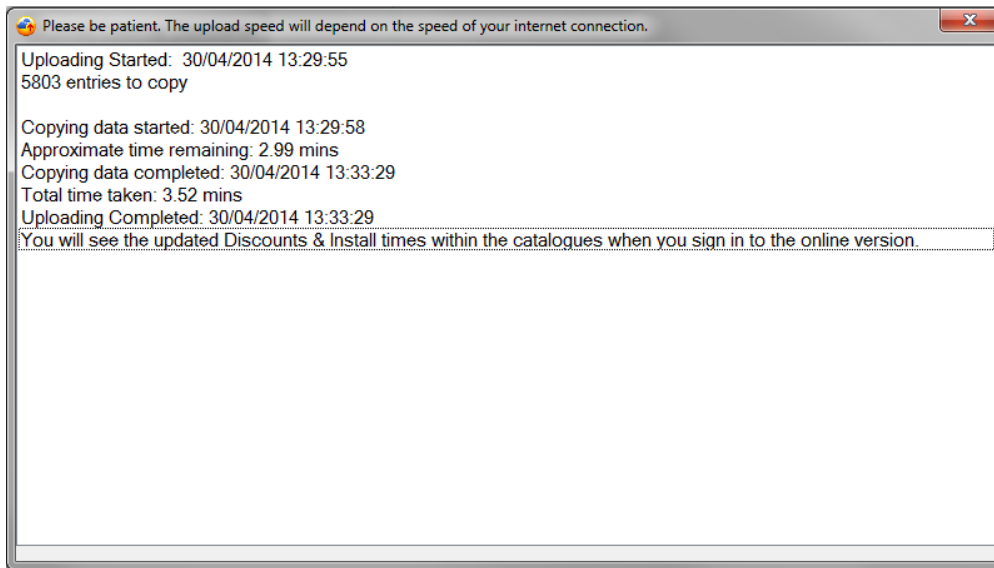 Please be patient. The upload speed will depend on the speed of your internet connection.
Uploading Started:  30/04/2014 13:29:55
5803 entries to copy
Copying data started: 30/04/2014 13:29:58
Approximate time remaining: 2.99 mins
Copying data completed: 30/04/2014 13:33:29
Total time taken: 3.52 mins
Uploading Completed: 30/04/2014 13:33:29
You will see the updated Discounts & Install times within the catalogues when you sign in to the online version.